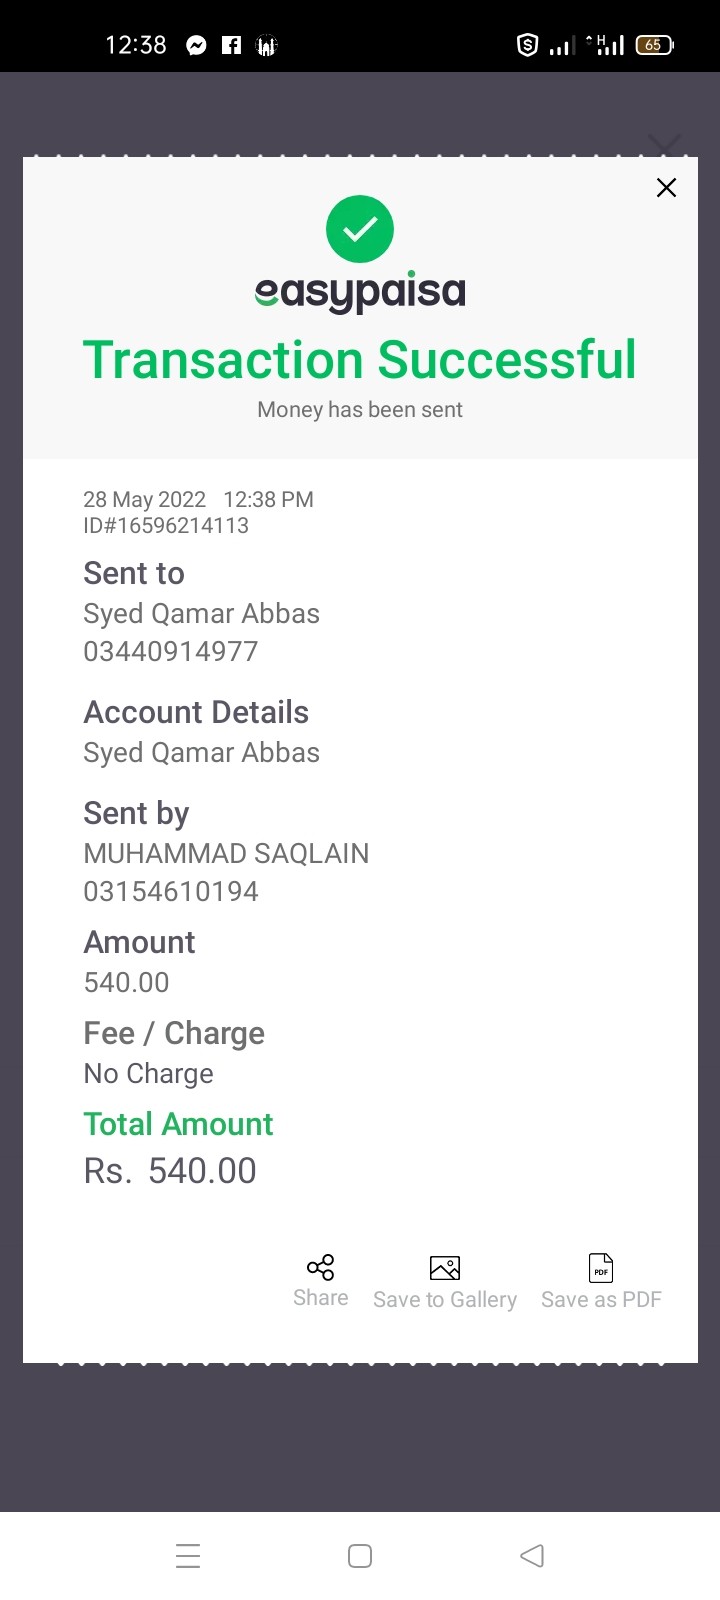 12:38
H
65
easypaisa
Transaction Successful
Money has been sent
28 May 2022 12:38 PM
ID#16596214113
Sent to
Syed Qamar Abbas
03440914977
Account Details
Syed Qamar Abbas
Sent by
MUHAMMAD SAQLAIN
03154610194
Amount
540.00
Fee / Charge
No Charge
Total Amount
Rs. 540.00
PDF
Share Save to Gallery Save as PDF